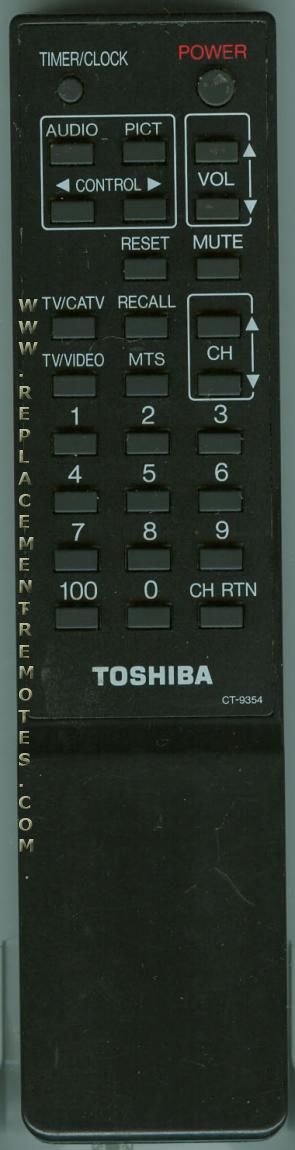 TIMER/CLOCK POWER
AUDIO PICT
◀ CONTROL ▶ VOL
RESET MUTE
TV/CATV RECALL
TV/VIDEO MTS CH
1 2 3
4 5 6
7 8 9
100 0 CH RTN
TOSHIBA
CT-9354
WWW.REPLACEMENTREMOTES.COM.